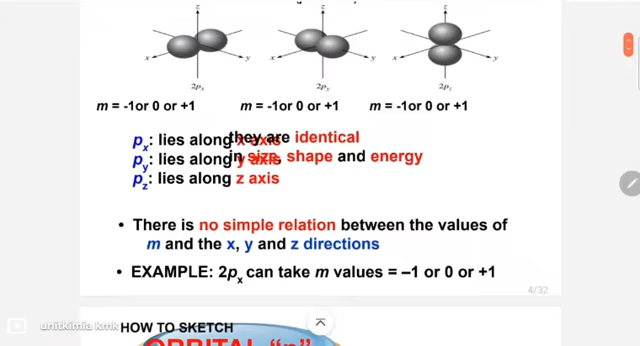 z z z
x y x y x y
2px 2py 2pz
m = -1or 0 or +1 m = -1or 0 or +1 m = -1or 0 or +1
px: lies along x axis they are identical
py: lies along y axis in size, shape and energy
pz: lies along z axis
• There is no simple relation between the values of
m and the x, y and z directions
• EXAMPLE: 2px can take m values = –1 or 0 or +1
4/32
unitkimia kmk
HOW TO SKETCH
ORBITAL "p"